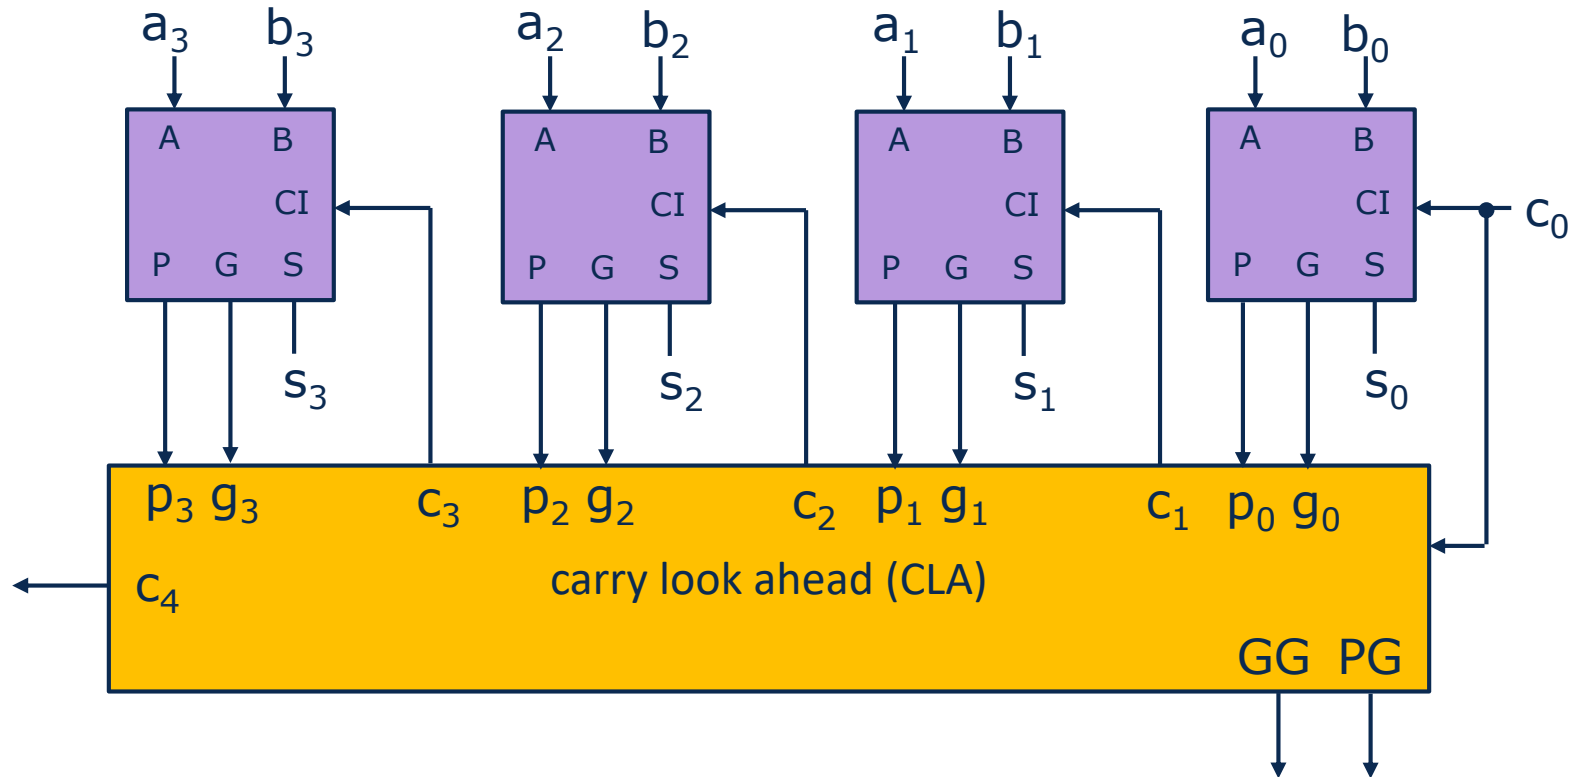 a₃ b₃ a₂ b₂ a₁ b₁ a₀ b₀
A B A B A B A B
CI CI CI CI c₀
P G S P G S P G S P G S
s₃ s₂ s₁ s₀
p₃ g₃ c₃ p₂ g₂ c₂ p₁ g₁ c₁ p₀ g₀
c₄ carry look ahead (CLA)
GG PG